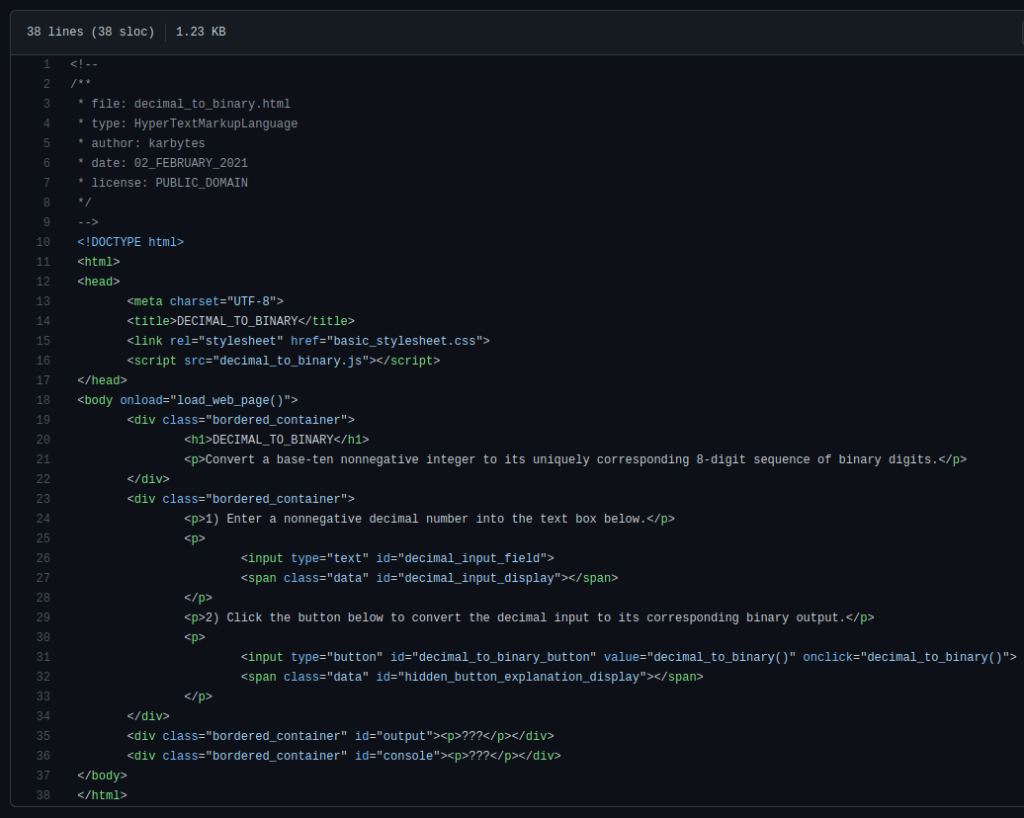 38 lines (38 sloc) 1.23 KB
1 <!--
2 /**
3 * file: decimal_to_binary.html
4 * type: HyperTextMarkupLanguage
5 * author: karbytes
6 * date: 02_FEBRUARY_2021
7 * license: PUBLIC_DOMAIN
8 */
9 -->
10 <!DOCTYPE html>
11 <html>
12 <head>
13 <meta charset="UTF-8">
14 <title>DECIMAL_TO_BINARY</title>
15 <link rel="stylesheet" href="basic_stylesheet.css">
16 <script src="decimal_to_binary.js"></script>
17 </head>
18 <body onload="load_web_page()">
19 <div class="bordered_container">
20 <h1>DECIMAL_TO_BINARY</h1>
21 <p>Convert a base-ten nonnegative integer to its uniquely corresponding 8-digit sequence of binary digits.</p>
22 </div>
23 <div class="bordered_container">
24 <p>1) Enter a nonnegative decimal number into the text box below.</p>
25 <p>
26 <input type="text" id="decimal_input_field">
27 <span class="data" id="decimal_input_display"></span>
28 </p>
29 <p>2) Click the button below to convert the decimal input to its corresponding binary output.</p>
30 <p>
31 <input type="button" id="decimal_to_binary_button" value="decimal_to_binary()" onclick="decimal_to_binary()">
32 <span class="data" id="hidden_button_explanation_display"></span>
33 </p>
34 </div>
35 <div class="bordered_container" id="output"><p>???</p></div>
36 <div class="bordered_container" id="console"><p>???</p></div>
37 </body>
38 </html>